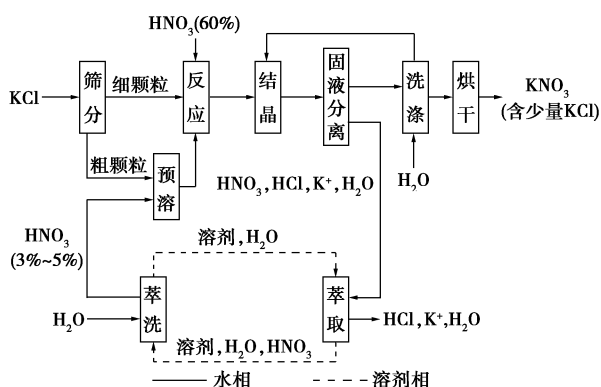 HNO₃(60%)
KCl
筛分
细颗粒
反应
结晶
固液分离
洗涤
烘干
KNO₃
(含少量KCl)
粗颗粒
预溶
HNO₃,HCl,K⁺,H₂O
H₂O
HNO₃
(3%~5%)
溶剂,H₂O
H₂O
萃洗
萃取
HCl,K⁺,H₂O
溶剂,H₂O,HNO₃
水相
溶剂相